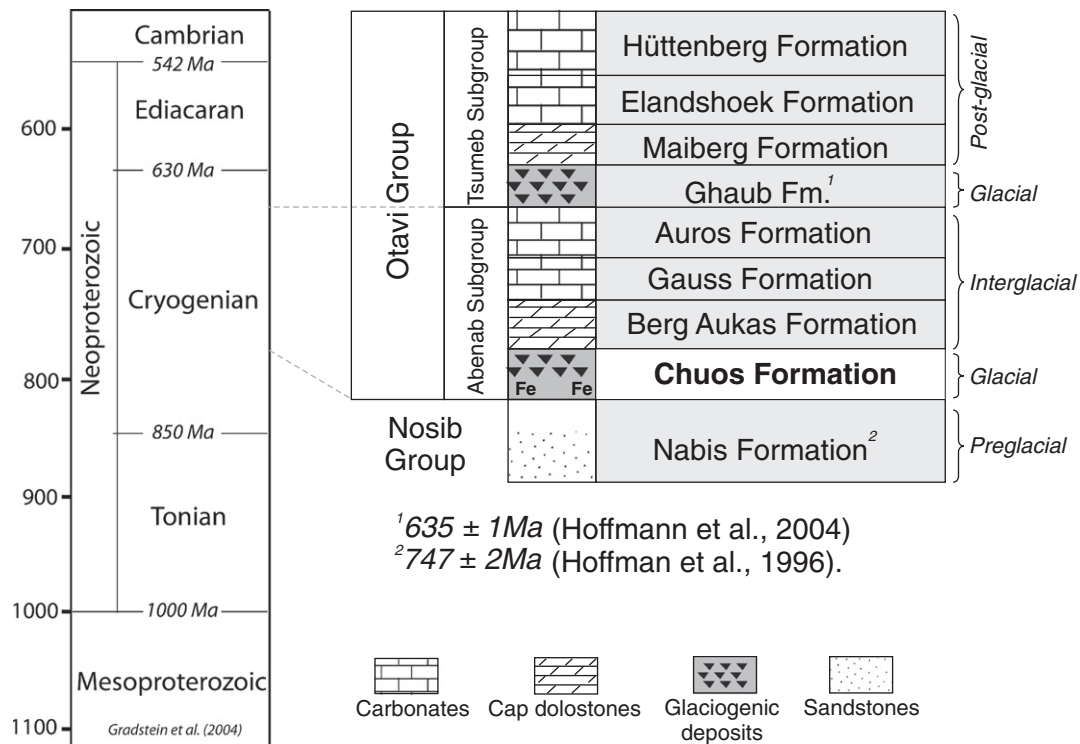 Cambrian
542 Ma
Ediacaran
600
630 Ma
700
Neoproterozoic
Cryogenian
800
850 Ma
900
Tonian
1000
1000 Ma
Mesoproterozoic
1100
Gradstein et al. (2004)
Otavi Group
Tsumeb Subgroup
Hüttenberg Formation
Elandshoek Formation
Maiberg Formation
Post-glacial
Ghaub Fm.¹
Glacial
Abenab Subgroup
Auros Formation
Gauss Formation
Berg Aukas Formation
Interglacial
Fe Fe
Chuos Formation
Glacial
Nosib
Group
Nabis Formation²
Preglacial
¹635 ± 1Ma (Hoffmann et al., 2004)
²747 ± 2Ma (Hoffman et al., 1996).
Carbonates
Cap dolostones
Glaciogenic
deposits
Sandstones